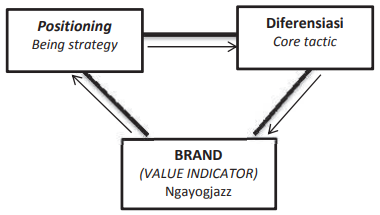 Positioning
Being strategy
Diferensiasi
Core tactic
BRAND
(VALUE INDICATOR)
Ngayogjazz